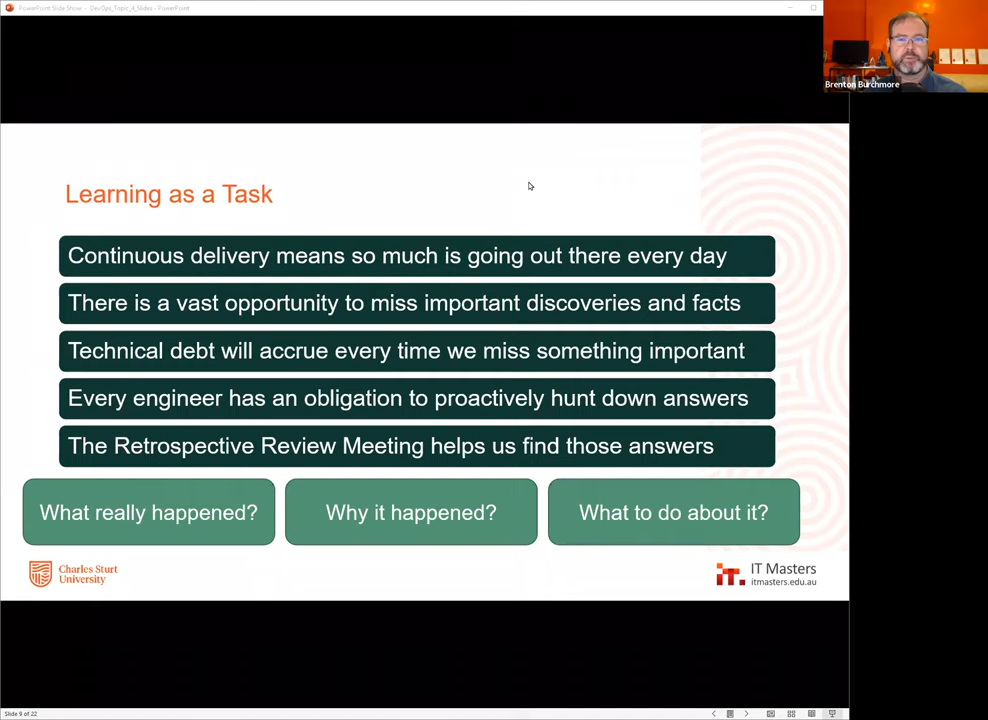 PowerPoint Slide Show - DevOps_Topic_4_Slides - PowerPoint
Brenton Burchmore
Learning as a Task
Continuous delivery means so much is going out there every day
There is a vast opportunity to miss important discoveries and facts
Technical debt will accrue every time we miss something important
Every engineer has an obligation to proactively hunt down answers
The Retrospective Review Meeting helps us find those answers
What really happened?
Why it happened?
What to do about it?
Charles Sturt
University
IT Masters
itmasters.edu.au
Slide 9 of 22